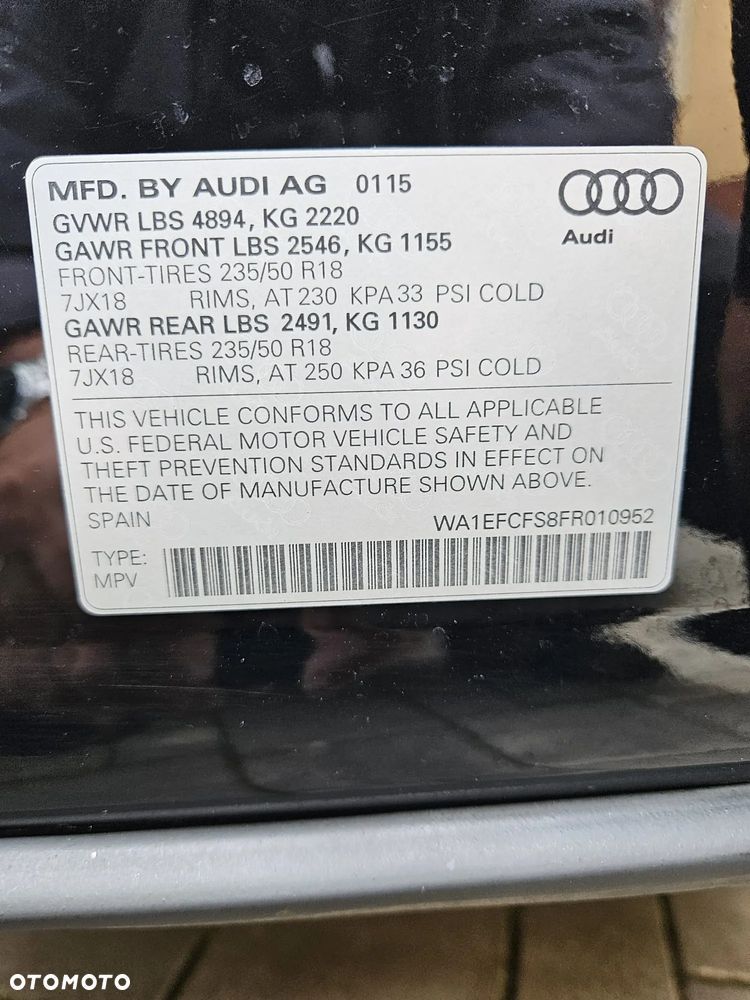 MFD. BY AUDI AG 0115
GVWR LBS 4894, KG 2220
GAWR FRONT LBS 2546, KG 1155
FRONT-TIRES 235/50 R18
7JX18 RIMS, AT 230 KPA 33 PSI COLD
GAWR REAR LBS 2491, KG 1130
REAR-TIRES 235/50 R18
7JX18 RIMS, AT 250 KPA 36 PSI COLD
Audi
THIS VEHICLE CONFORMS TO ALL APPLICABLE
U.S. FEDERAL MOTOR VEHICLE SAFETY AND
THEFT PREVENTION STANDARDS IN EFFECT ON
THE DATE OF MANUFACTURE SHOWN ABOVE.
SPAIN WA1EFCFS8FR010952
TYPE:
MPV
OTOMOTO